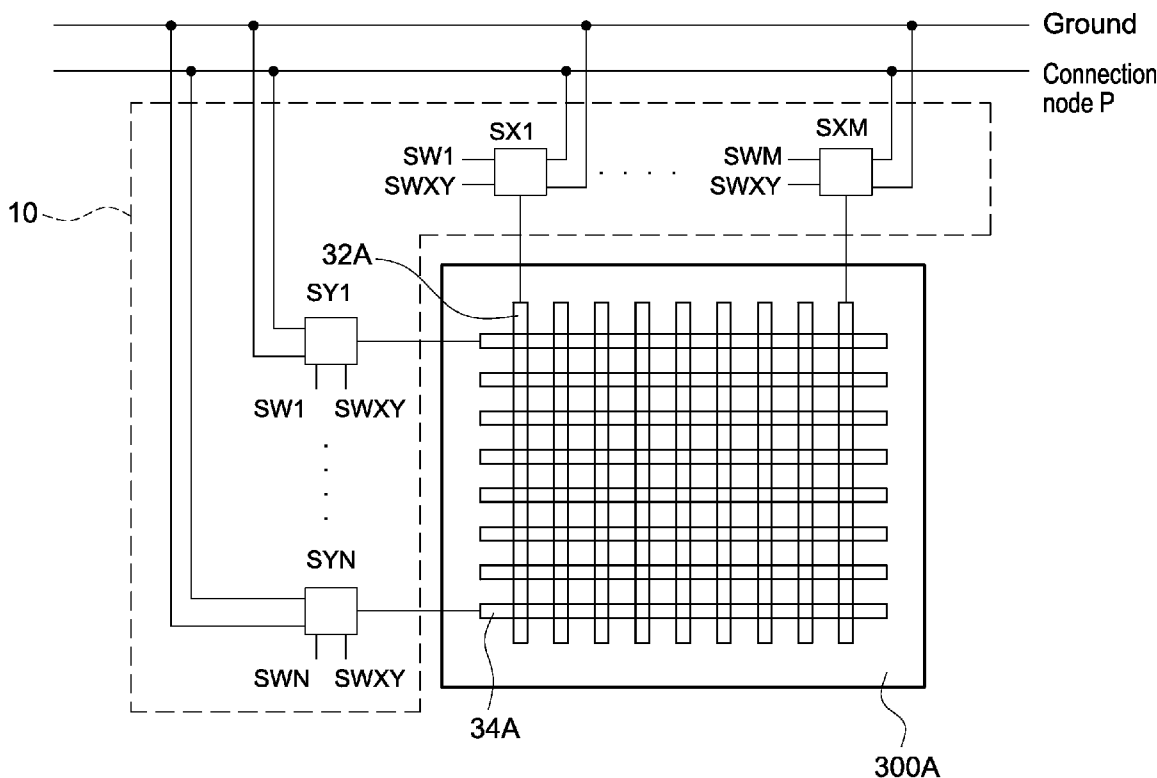 Ground
Connection
node P
SX1
SXM
SW1
SWM
SWXY
SWXY
10
32A
SY1
SW1
SWXY
SYN
SWN
SWXY
34A
300A